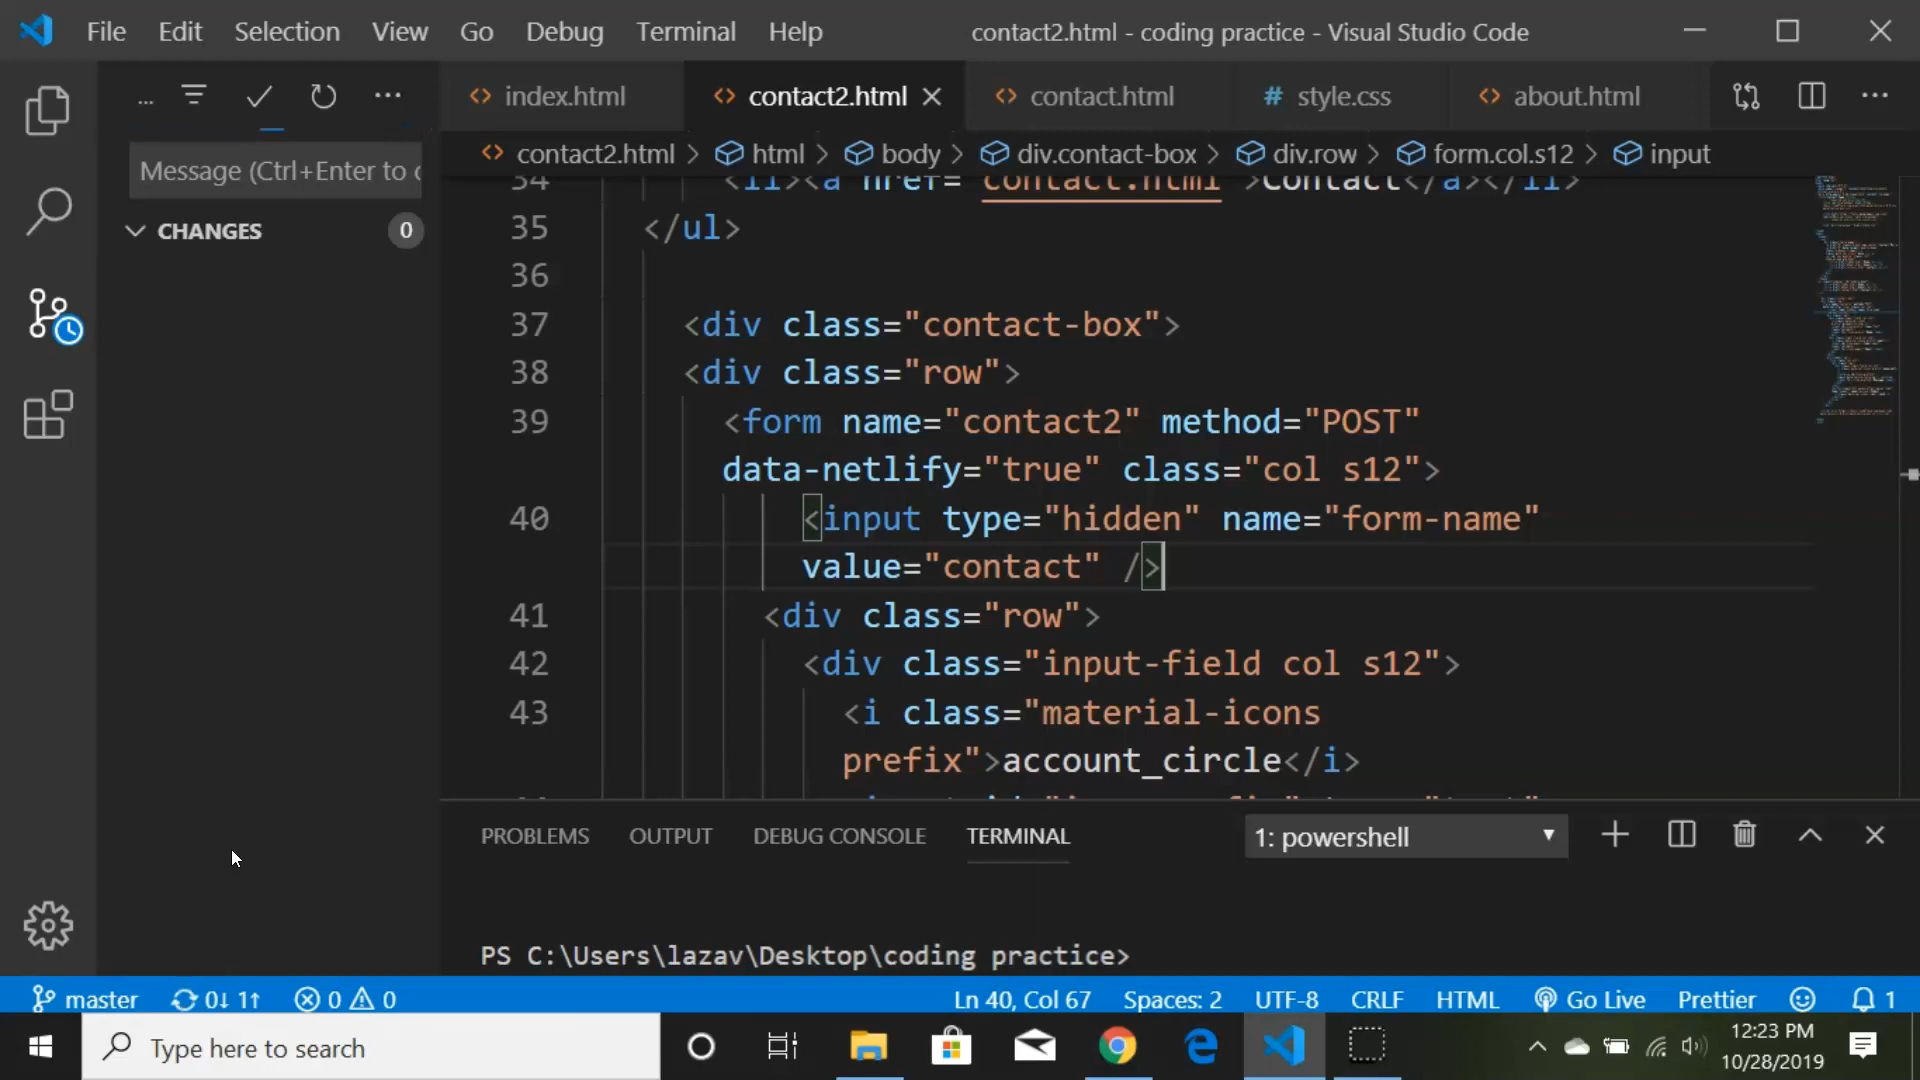 File Edit Selection View Go Debug Terminal Help
contact2.html - coding practice - Visual Studio Code
... ...
index.html contact2.html contact.html # style.css about.html ...
contact2.html > html > body > div.contact-box > div.row > form.col.s12 > input
Message (Ctrl+Enter to c
CHANGES 0
34 <li><a href="contact.html">Contact</a></li>
35 </ul>
36
37 <div class="contact-box">
38 <div class="row">
39 <form name="contact2" method="POST"
data-netlify="true" class="col s12">
40 <input type="hidden" name="form-name"
value="contact" />
41 <div class="row">
42 <div class="input-field col s12">
43 <i class="material-icons
prefix">account_circle</i>
PROBLEMS OUTPUT DEBUG CONSOLE TERMINAL
1: powershell
PS C:\Users\lazav\Desktop\coding practice>
master 0↓ 1↑ 0 0
Ln 40, Col 67 Spaces: 2 UTF-8 CRLF HTML Go Live Prettier 1
Type here to search
12:23 PM
10/28/2019